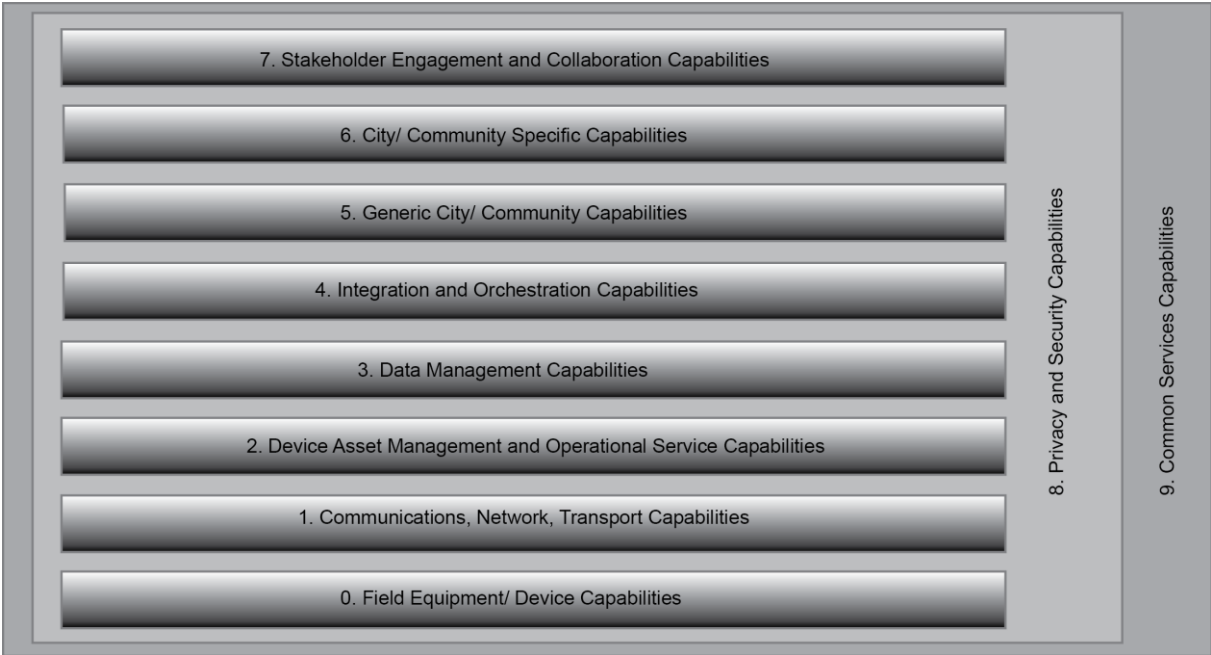 7. Stakeholder Engagement and Collaboration Capabilities
6. City/ Community Specific Capabilities
5. Generic City/ Community Capabilities
4. Integration and Orchestration Capabilities
3. Data Management Capabilities
2. Device Asset Management and Operational Service Capabilities
1. Communications, Network, Transport Capabilities
0. Field Equipment/ Device Capabilities
8. Privacy and Security Capabilities
9. Common Services Capabilities